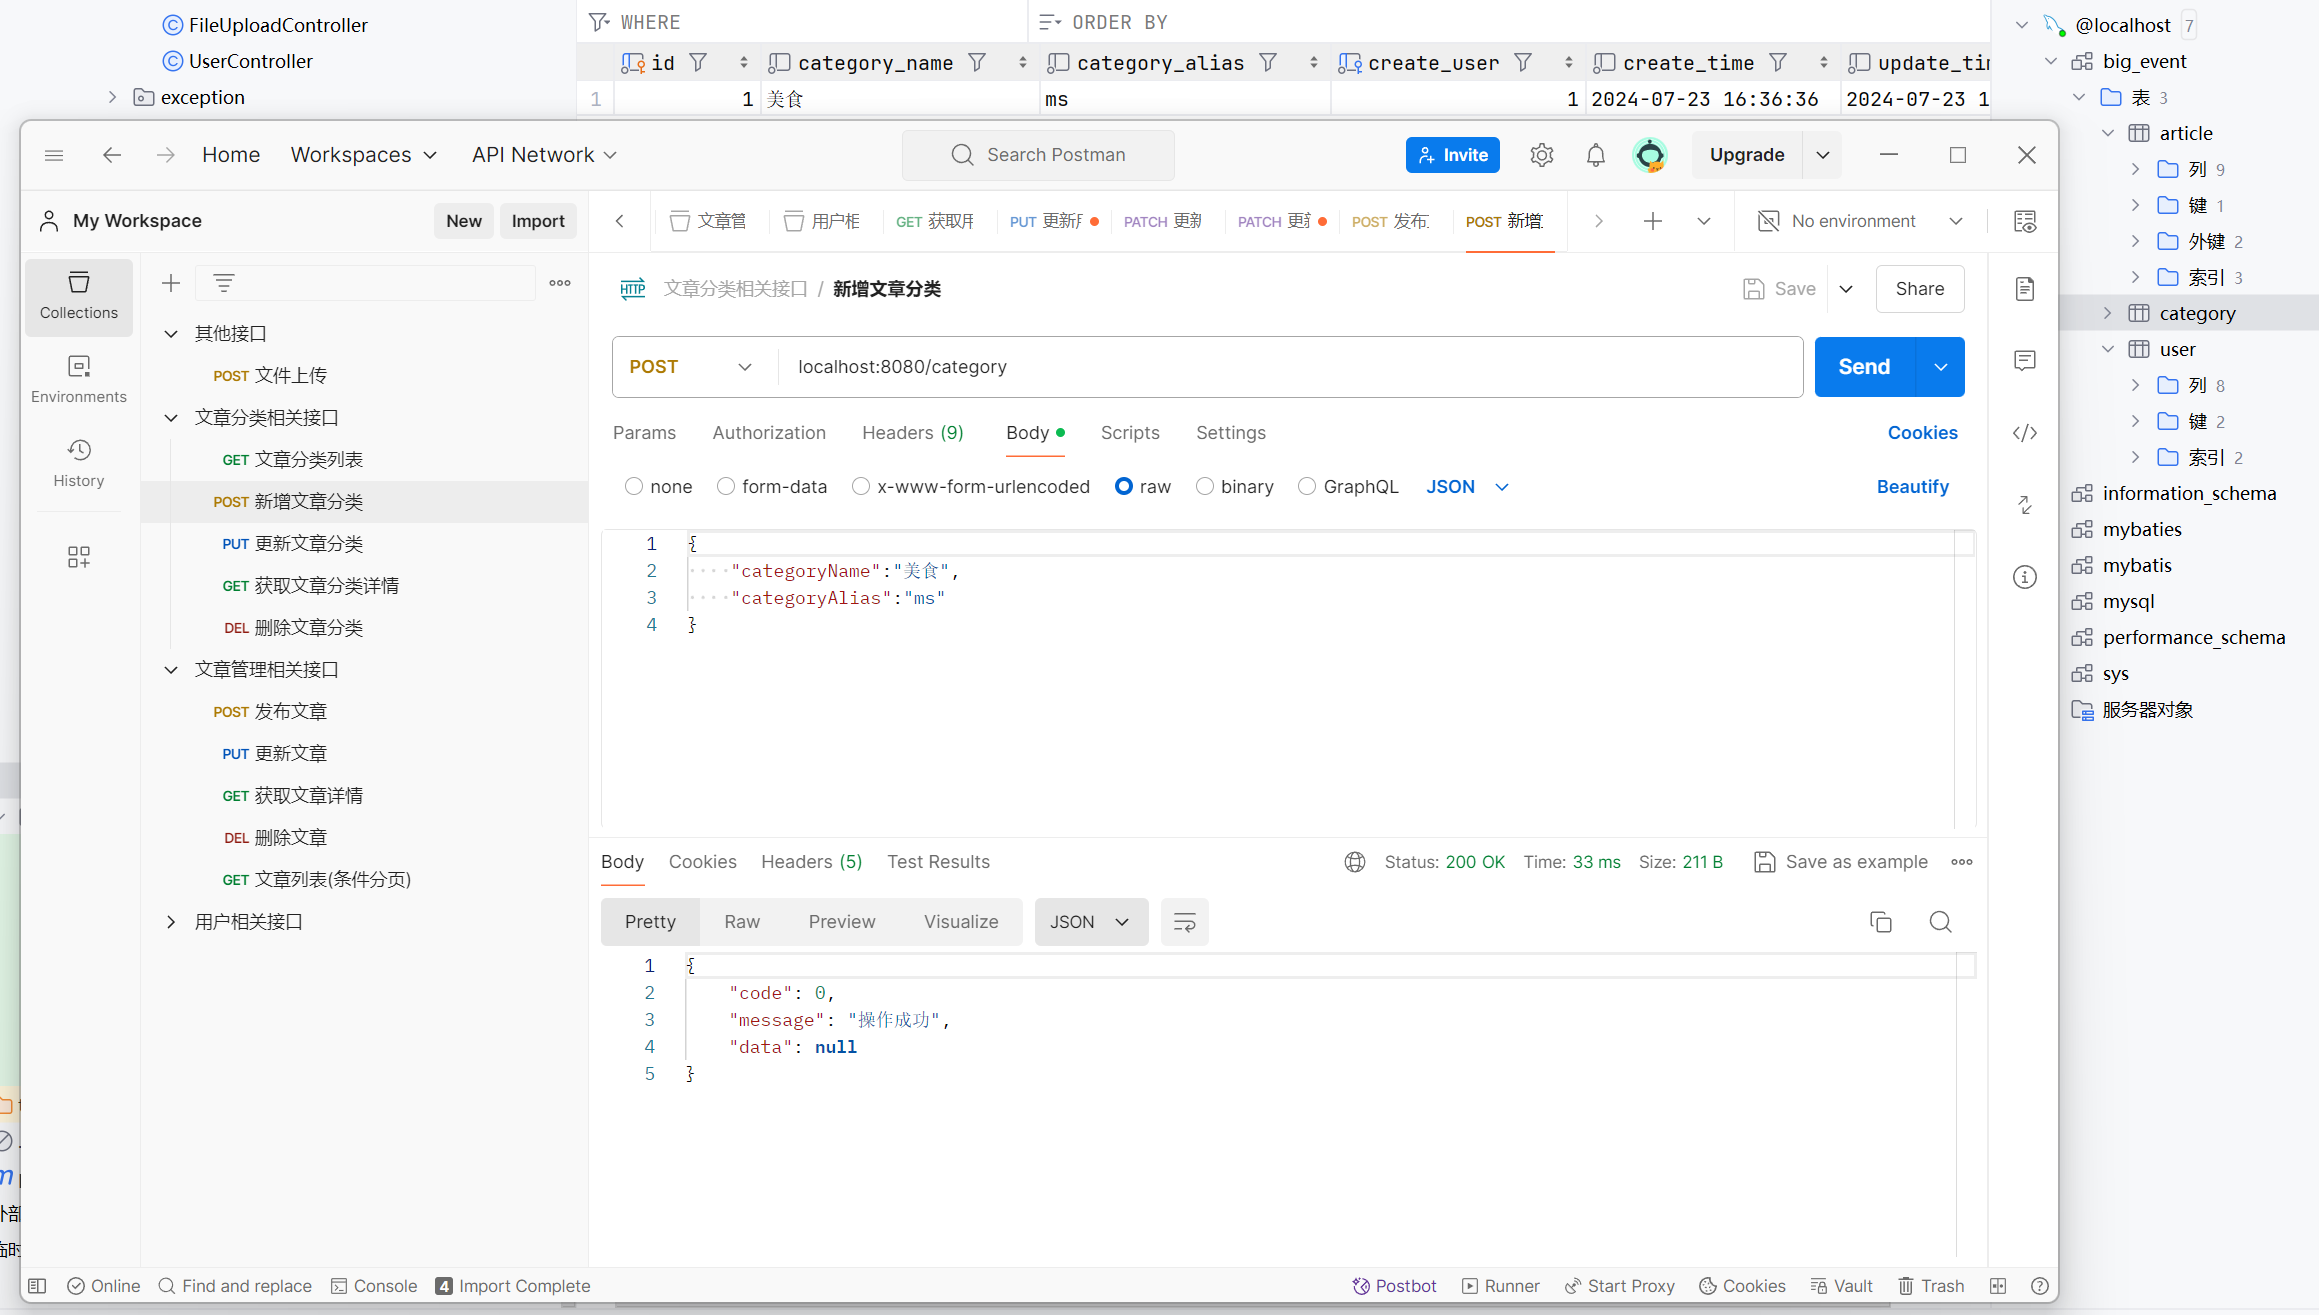 FileUploadController
UserController
exception
WHERE
ORDER BY
id category_name category_alias create_user create_time update_tim
1 1 美食 ms 1 2024-07-23 16:36:36 2024-07-23 1
@localhost 7
big_event
表 3
article
列 9
键 1
外键 2
索引 3
category
user
列 8
键 2
索引 2
information_schema
mybaties
mybatis
mysql
performance_schema
sys
服务器对象
Home Workspaces API Network Search Postman Invite Upgrade
My Workspace New Import
文章管 用户相 GET 获取用 PUT 更新用 PATCH 更新 PATCH 更新 POST 发布 POST 新增 No environment
Collections
Environments
History
其他接口
POST 文件上传
文章分类相关接口
GET 文章分类列表
POST 新增文章分类
PUT 更新文章分类
GET 获取文章分类详情
DEL 删除文章分类
文章管理相关接口
POST 发布文章
PUT 更新文章
GET 获取文章详情
DEL 删除文章
GET 文章列表(条件分页)
用户相关接口
HTTP 文章分类相关接口 / 新增文章分类 Save Share
POST localhost:8080/category Send
Params Authorization Headers (9) Body Scripts Settings Cookies
none form-data x-www-form-urlencoded raw binary GraphQL JSON Beautify
1 {
2 "categoryName":"美食",
3 "categoryAlias":"ms"
4 }
Body Cookies Headers (5) Test Results Status: 200 OK Time: 33 ms Size: 211 B Save as example
Pretty Raw Preview Visualize JSON
1 {
2 "code": 0,
3 "message": "操作成功",
4 "data": null
5 }
外部
临时
Online Find and replace Console 4 Import Complete Postbot Runner Start Proxy Cookies Vault Trash